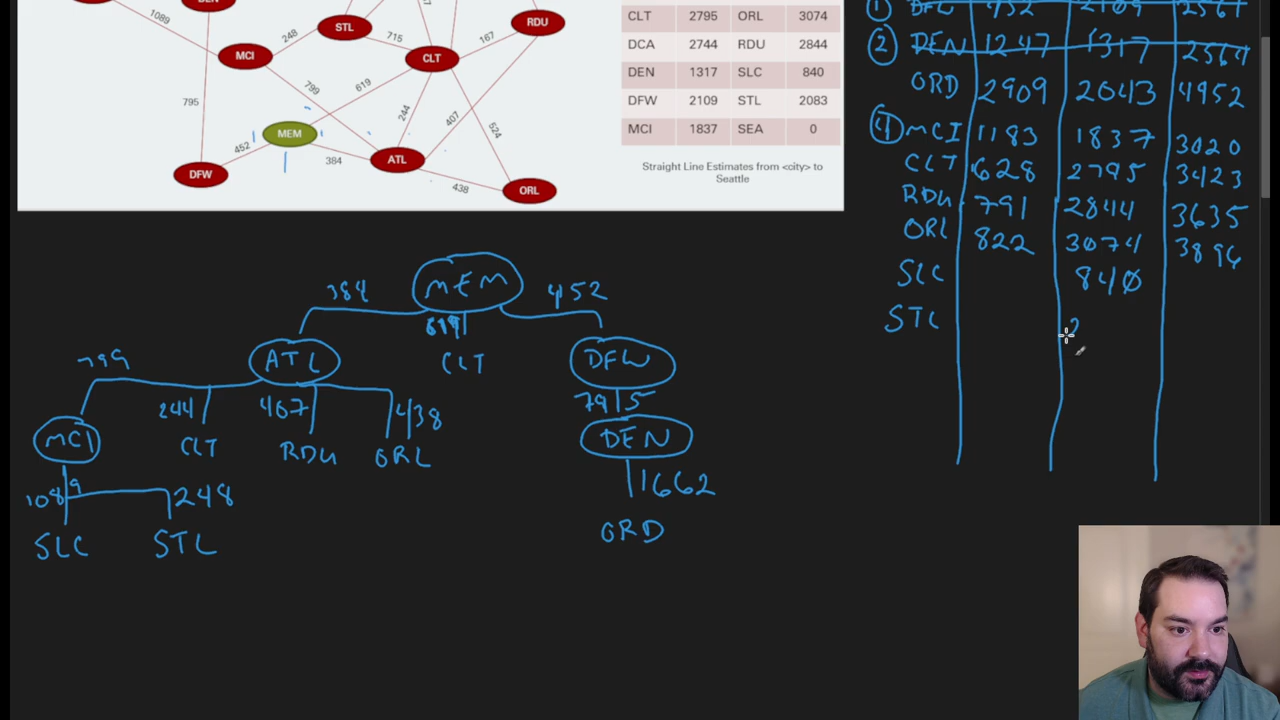 1089
DEN
STL
RDU
248
715
167
MCI
CLT
799
619
795
244
407
524
MEM
452
384
ATL
DFW
438
ORL
CLT 2795 ORL 3074
DCA 2744 RDU 2844
DEN 1317 SLC 840
DFW 2109 STL 2083
MCI 1837 SEA 0
Straight Line Estimates from <city> to
Seattle
1 DFW 452 2109 2561
2 DEN 1247 1317 2564
ORD 2909 2043 4952
4 MCI 1183 1837 3020
CLT 628 2795 3423
RDU 791 2844 3635
ORL 822 3074 3896
SLC 840
STL 2
MEM
384 619 452
ATL CLT DFW
799 244 407 438 795
MCI CLT RDU ORL DEN
1089 248 1662
SLC STL ORD